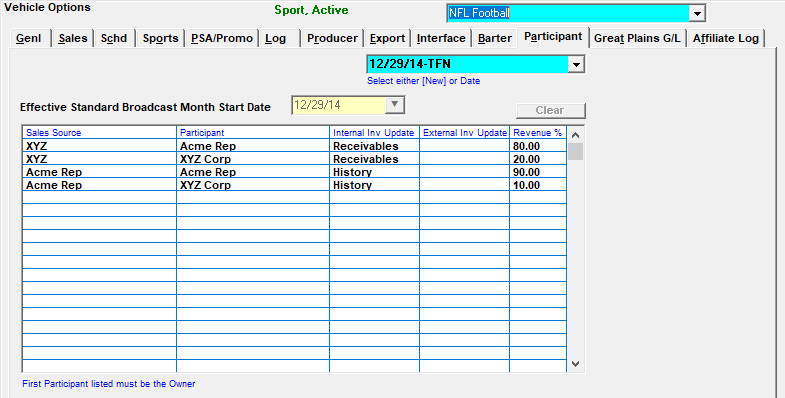 Vehicle Options
Sport, Active
NFL Football
Genl Sales Schd Sports PSA/Promo Log Producer Export Interface Barter Participant Great Plains G/L Affiliate Log
12/29/14-TFN
Select either [New] or Date
Effective Standard Broadcast Month Start Date 12/29/14 Clear
Sales Source Participant Internal Inv Update External Inv Update Revenue %
XYZ Acme Rep Receivables 80.00
XYZ XYZ Corp Receivables 20.00
Acme Rep Acme Rep History 90.00
Acme Rep XYZ Corp History 10.00
First Participant listed must be the Owner